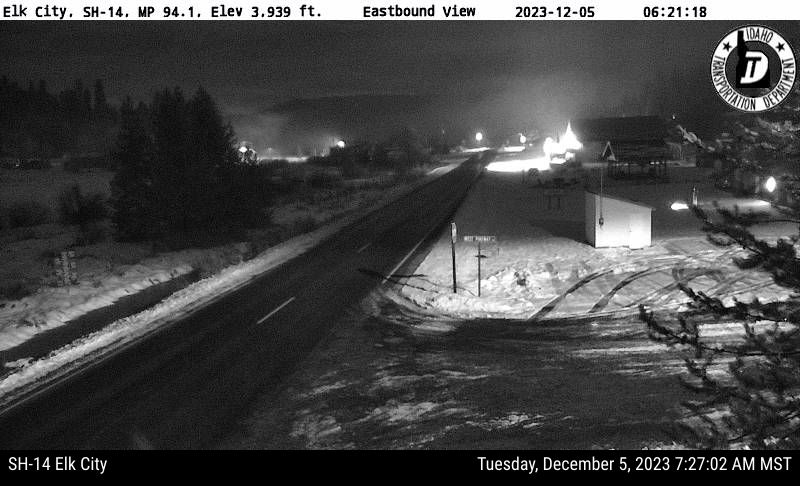 Elk City, SH-14, MP 94.1, Elev 3,939 ft. Eastbound View 2023-12-05 06:21:18
IDAHO
TRANSPORTATION DEPARTMENT
SH-14 Elk City Tuesday, December 5, 2023 7:27:02 AM MST